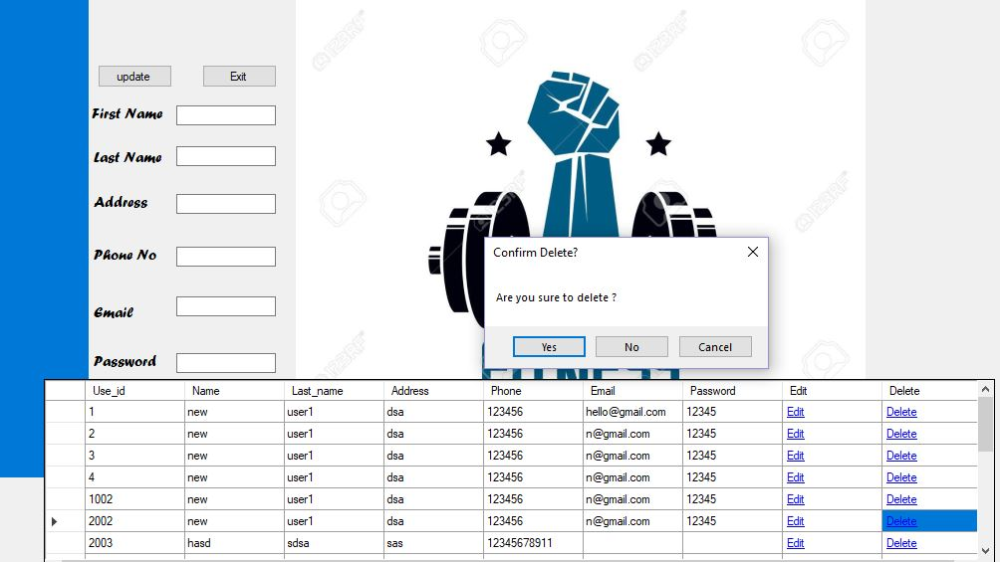 update Exit
First Name
Last Name
Address
Phone No
Email
Password
123RF
123RF
123RF
123RF
123RF
Confirm Delete?
Are you sure to delete ?
Yes No Cancel
Use_id Name Last_name Address Phone Email Password Edit Delete
1 new user1 dsa 123456 hello@gmail.com 12345 Edit Delete
2 new user1 dsa 123456 n@gmail.com 12345 Edit Delete
3 new user1 dsa 123456 n@gmail.com 12345 Edit Delete
4 new user1 dsa 123456 n@gmail.com 12345 Edit Delete
1002 new user1 dsa 123456 n@gmail.com 12345 Edit Delete
2002 new user1 dsa 123456 n@gmail.com 12345 Edit Delete
2003 hasd sdsa sas 12345678911 Edit Delete